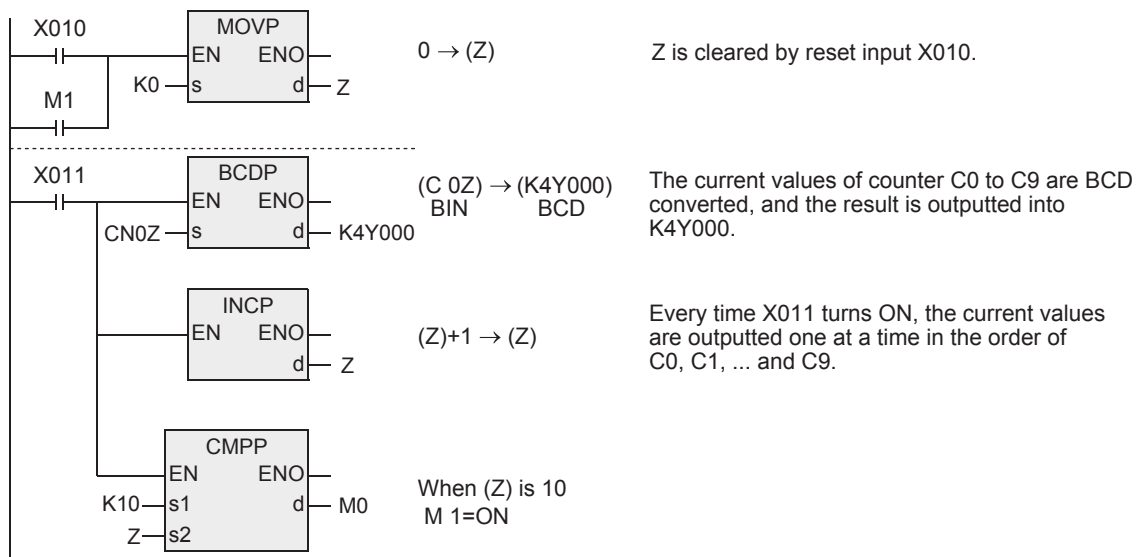 X010
MOVP
EN ENO
K0 s d Z
0 → (Z)
Z is cleared by reset input X010.
M1
X011
BCDP
EN ENO
CN0Z s d K4Y000
(C 0Z) → (K4Y000)
BIN BCD
The current values of counter C0 to C9 are BCD
converted, and the result is outputted into
K4Y000.
INCP
EN ENO
d Z
(Z)+1 → (Z)
Every time X011 turns ON, the current values
are outputted one at a time in the order of
C0, C1, ... and C9.
CMPP
EN ENO
K10 s1 d M0
Z s2
When (Z) is 10
M 1=ON